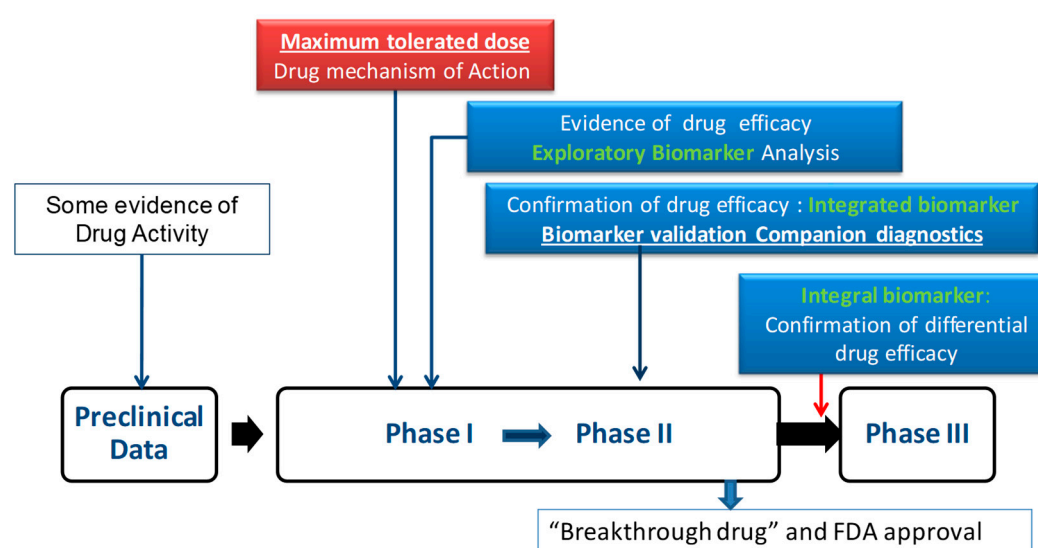 Maximum tolerated dose
Drug mechanism of Action
Evidence of drug efficacy
Exploratory Biomarker Analysis
Some evidence of
Drug Activity
Confirmation of drug efficacy : Integrated biomarker
Biomarker validation Companion diagnostics
Integral biomarker:
Confirmation of differential
drug efficacy
Preclinical
Data
Phase I
Phase II
Phase III
“Breakthrough drug” and FDA approval